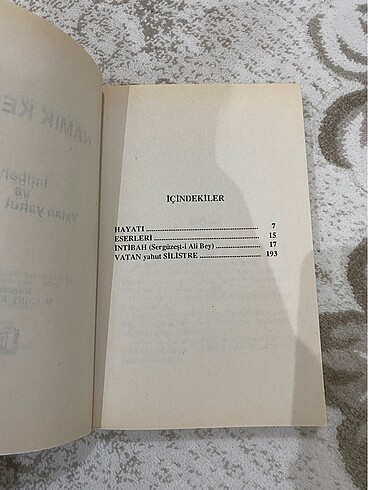 İÇİNDEKİLER
HAYATI 7
ESERLERİ 15
İNTİBAH (Sergüzeşt-i Ali Bey) 17
VATAN yahut SİLİSTRE 193